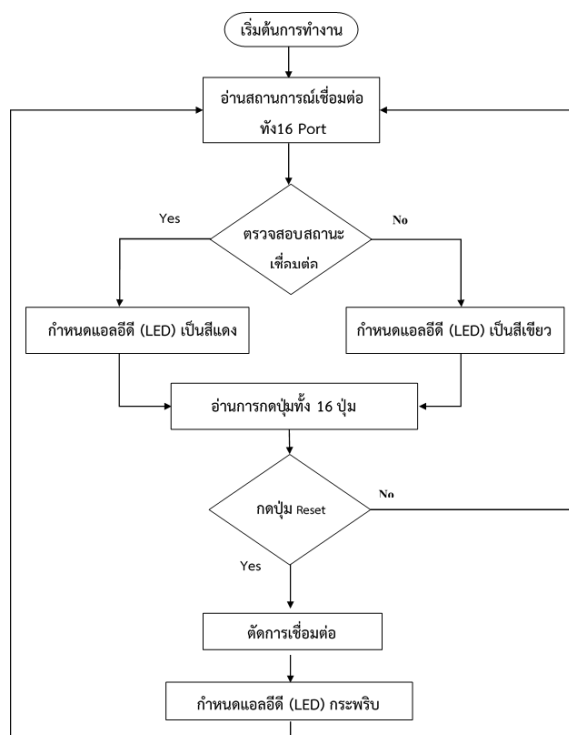 เริ่มต้นการทำงาน
อ่านสถานการณ์เชื่อมต่อ
ทัง16 Port
Yes
No
ตรวจสอบสถานะ
เชื่อมต่อ
กำหนดแอลอีดี (LED) เป็นสีแดง
กำหนดแอลอีดี (LED) เป็นสีเขียว
อ่านการกดปุ่มทั้ง 16 ปุ่ม
No
กดปุ่ม Reset
Yes
ตัดการเชื่อมต่อ
กำหนดแอลอีดี (LED) กระพริบ